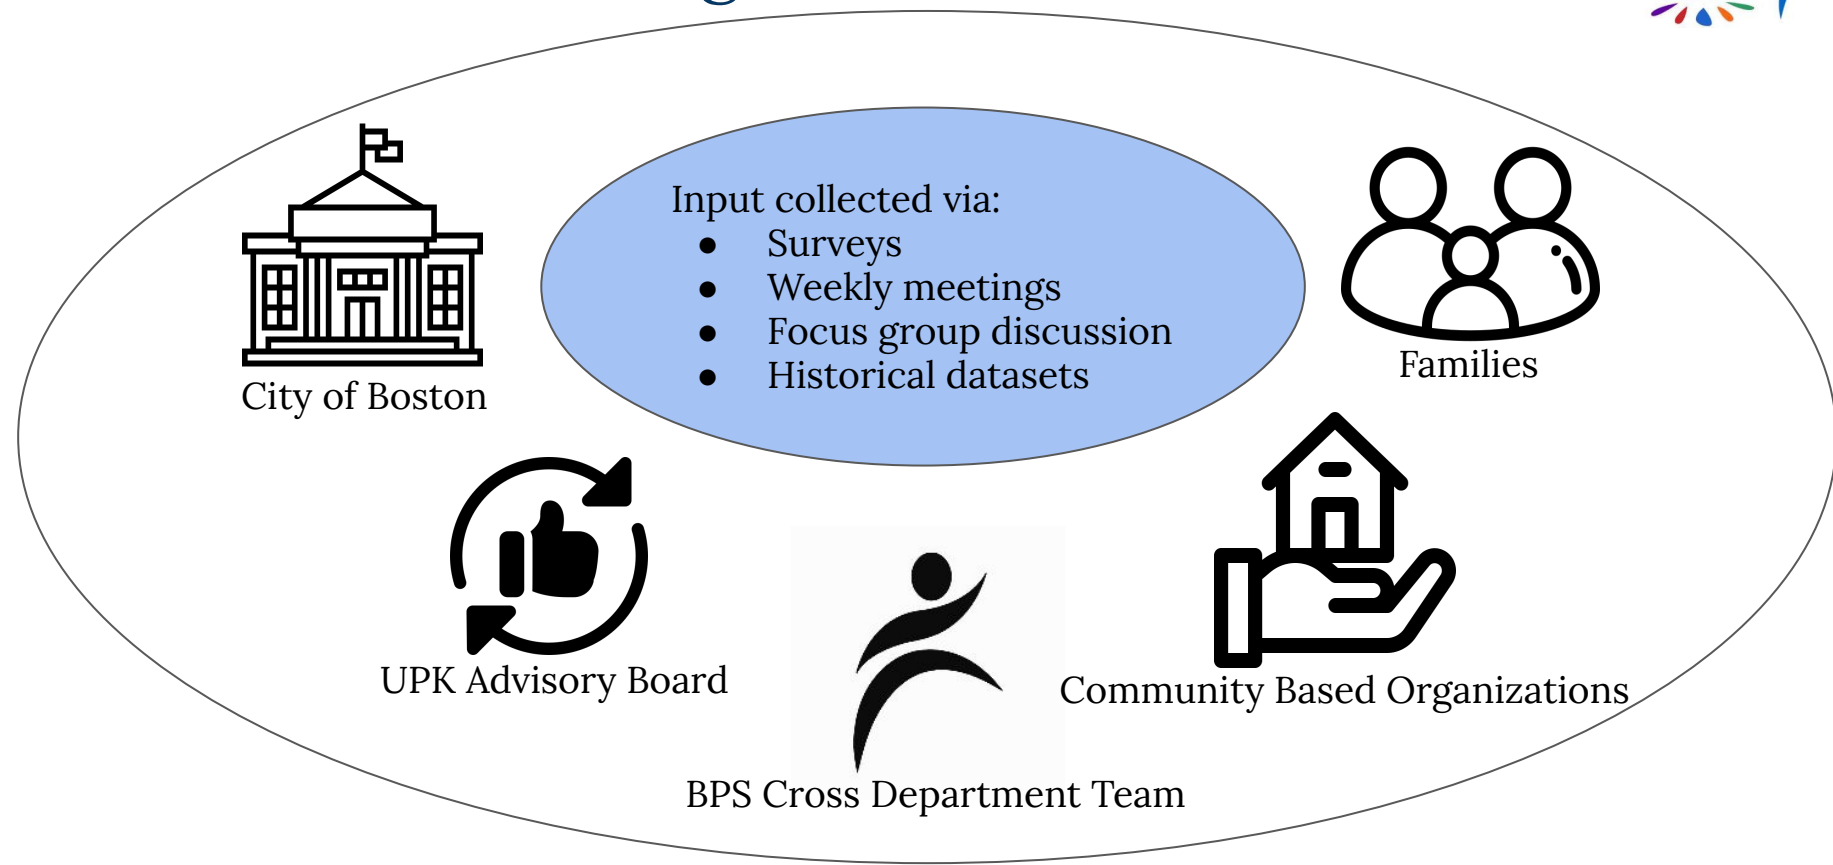 Input collected via:
● Surveys
● Weekly meetings
● Focus group discussion
● Historical datasets
City of Boston
Families
UPK Advisory Board
Community Based Organizations
BPS Cross Department Team